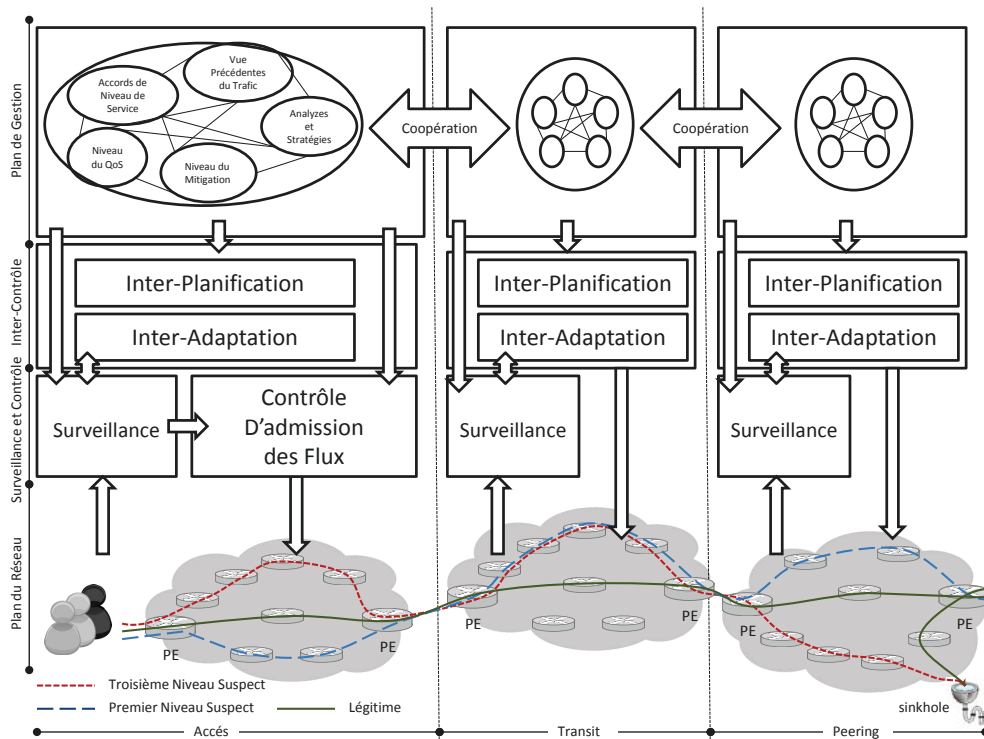 Plan de Gestion
Accords de
Niveau de
Service
Vue
Précédentes
du Trafic
Analyzes
et
Stratégies
Niveau
du QoS
Niveau du
Mitigation
Coopération
Coopération
Inter-Contrôle
Inter-Planification
Inter-Adaptation
Inter-Planification
Inter-Adaptation
Inter-Planification
Inter-Adaptation
Surveillance et Contrôle
Surveillance
Contrôle
D'admission
des Flux
Surveillance
Surveillance
Plan du Réseau
PE
PE
PE
PE
PE
PE
Troisième Niveau Suspect
Premier Niveau Suspect
Légitime
sinkhole
Accés
Transit
Peering